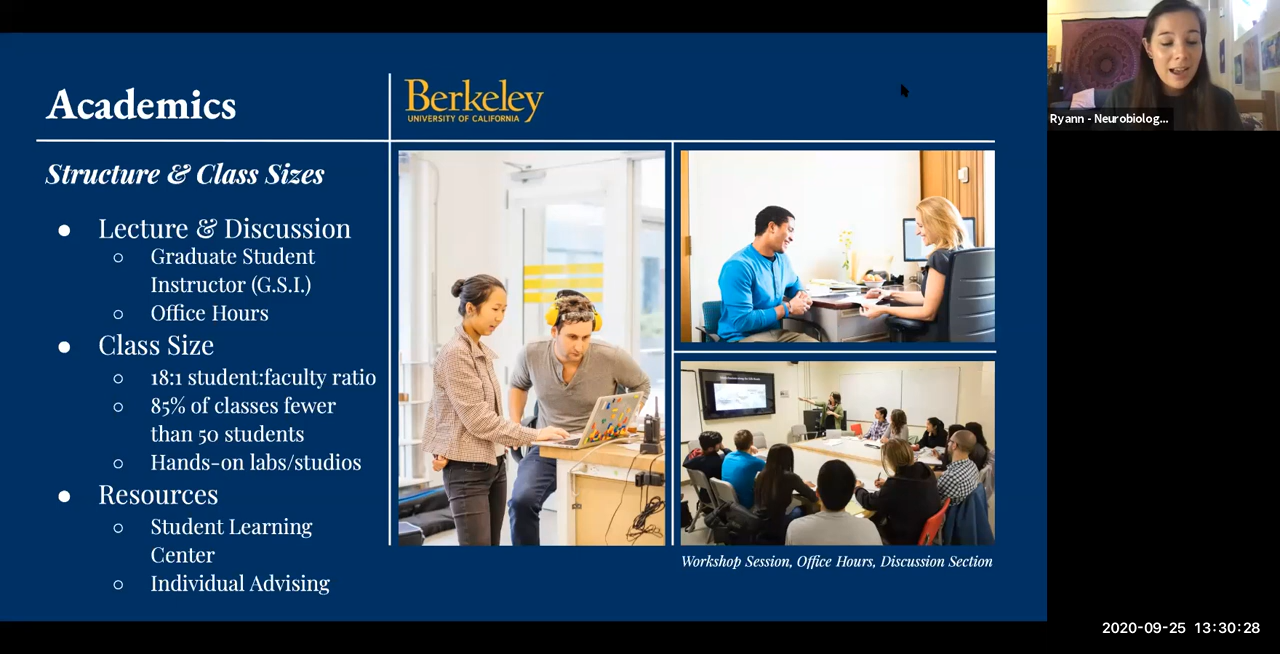 Academics
Berkeley
UNIVERSITY OF CALIFORNIA
Structure & Class Sizes
● Lecture & Discussion
○ Graduate Student
Instructor (G.S.I.)
○ Office Hours
● Class Size
○ 18:1 student:faculty ratio
○ 85% of classes fewer
than 50 students
○ Hands-on labs/studios
● Resources
○ Student Learning
Center
○ Individual Advising
Workshop Session, Office Hours, Discussion Section
Ryann - Neurobiolog...
2020-09-25 13:30:28